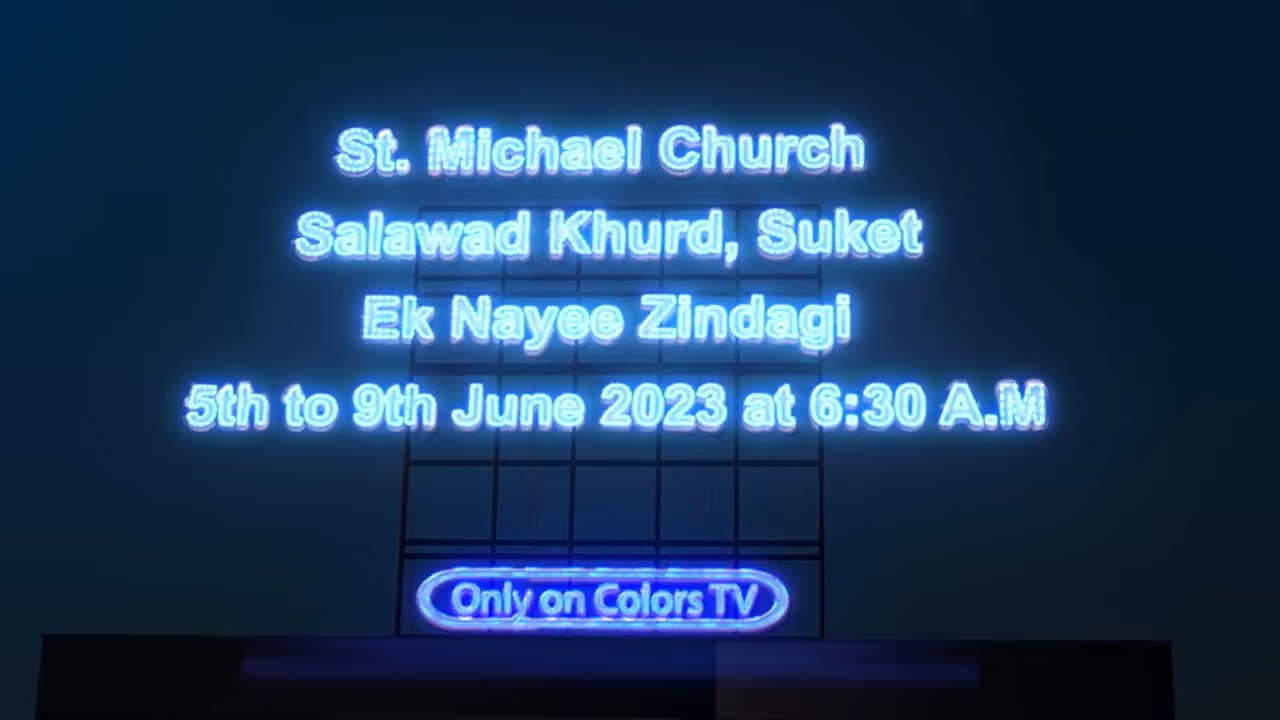 St. Michael Church
Salawad Khurd, Suket
Ek Nayee Zindagi
5th to 9th June 2023 at 6:30 A.M
Only on Colors TV